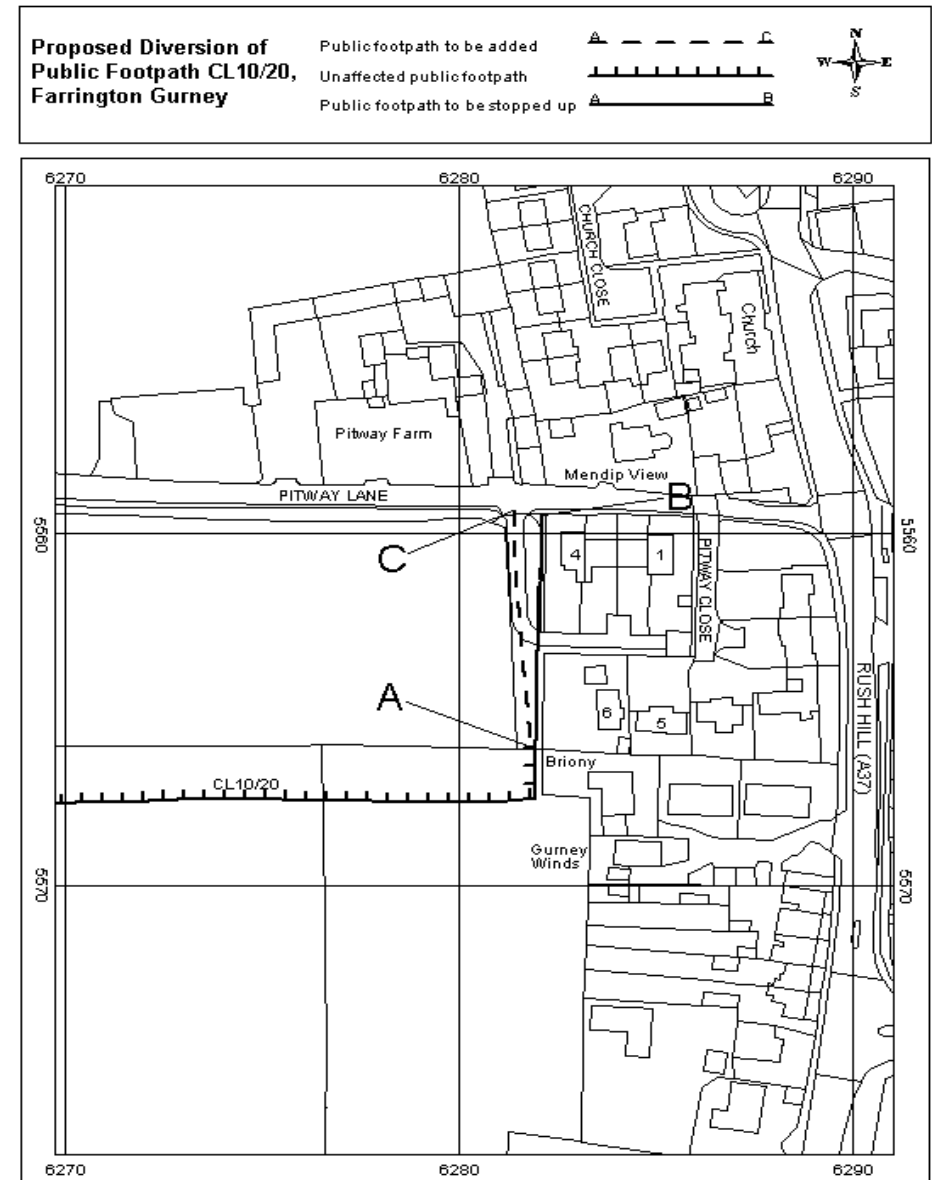 Proposed Diversion of
Public Footpath CL10/20,
Farrington Gurney
Public footpath to be added
A C
Unaffected public footpath
Public footpath to be stopped up
A B
N
W E
S
6270 6280 6290
CHURCH CLOSE
Church
Pitway Farm
Mendip View
PITWAY LANE
B
5560 5560
C
4 1
PITWAY CLOSE
RUSH HILL (A37)
A
6 5
Briony
CL10/20
Gurney
Winds
5570 5570
6270 6280 6290